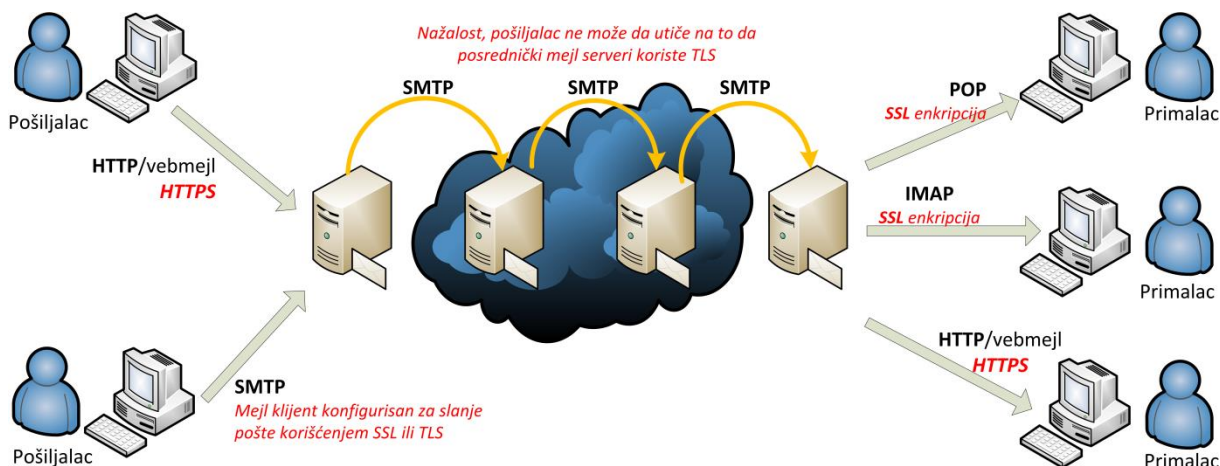 Nažalost, pošiljalac ne može da utiče na to da
posrednički mejl serveri koriste TLS
SMTP
SMTP
SMTP
Pošiljalac
HTTP/vebmejl
HTTPS
POP
SSL enkripcija
Primalac
IMAP
SSL enkripcija
Primalac
Pošiljalac
SMTP
Mejl klijent konfigurisan za slanje
pošte korišćenjem SSL ili TLS
HTTP/vebmejl
HTTPS
Primalac